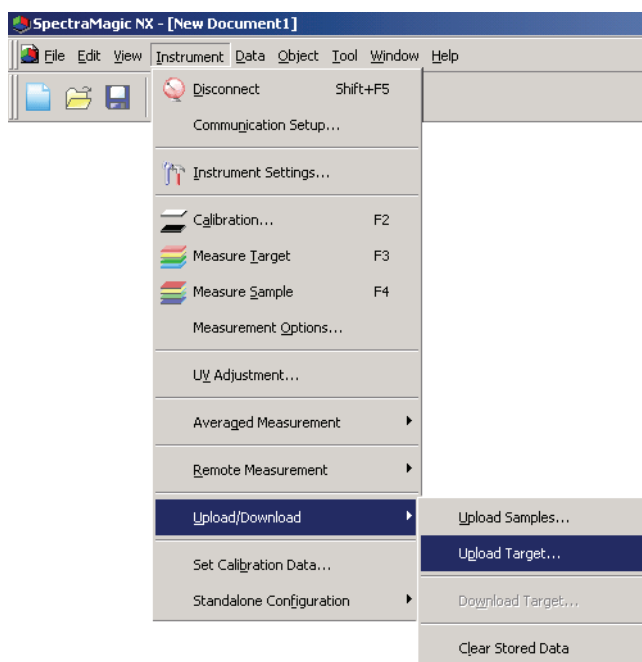 SpectraMagic NX - [New Document1]
File Edit View Instrument Data Object Tool Window Help
Disconnect Shift+F5
Communication Setup...
Instrument Settings...
Calibration... F2
Measure Target F3
Measure Sample F4
Measurement Options...
UV Adjustment...
Averaged Measurement
Remote Measurement
Upload/Download
Upload Samples...
Upload Target...
Set Calibration Data...
Download Target...
Standalone Configuration
Clear Stored Data